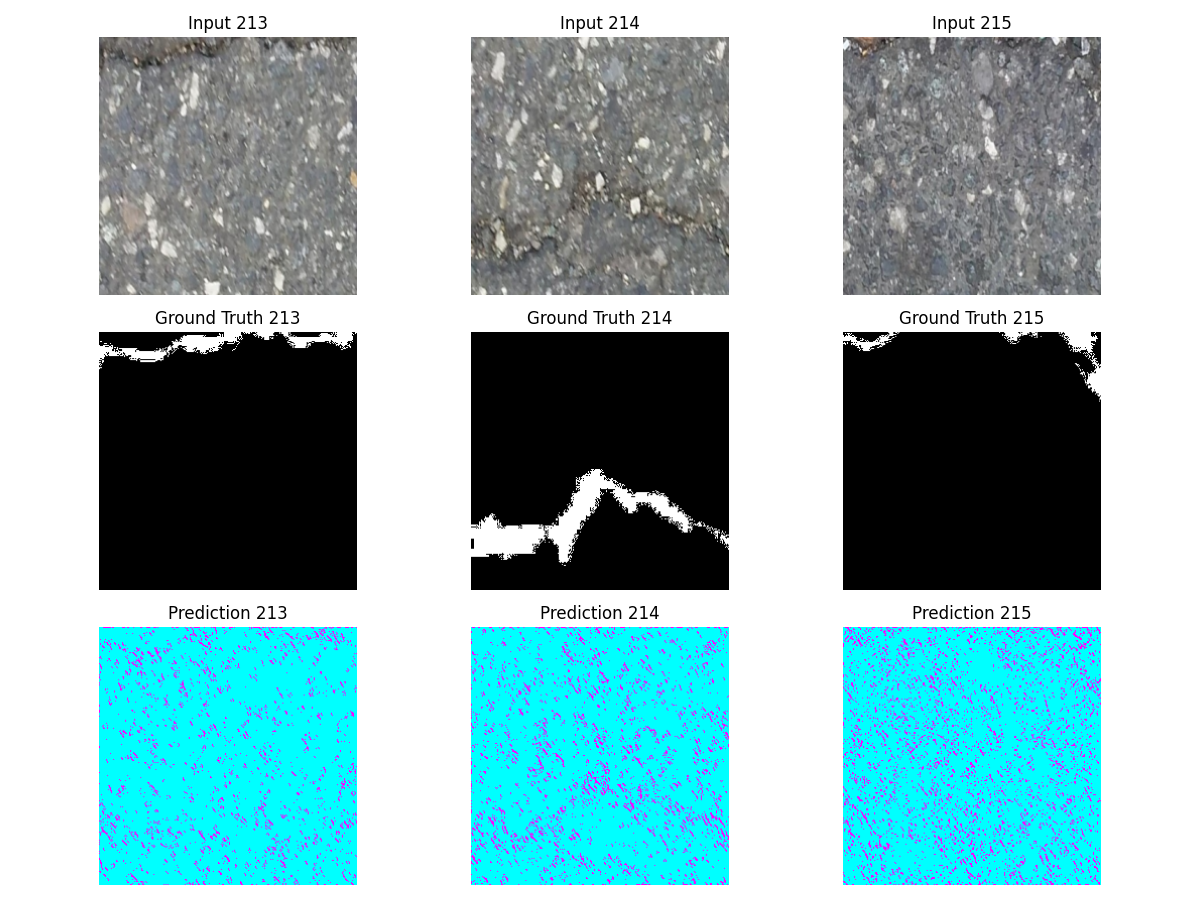 Input 213
Input 214
Input 215
Ground Truth 213
Ground Truth 214
Ground Truth 215
Prediction 213
Prediction 214
Prediction 215